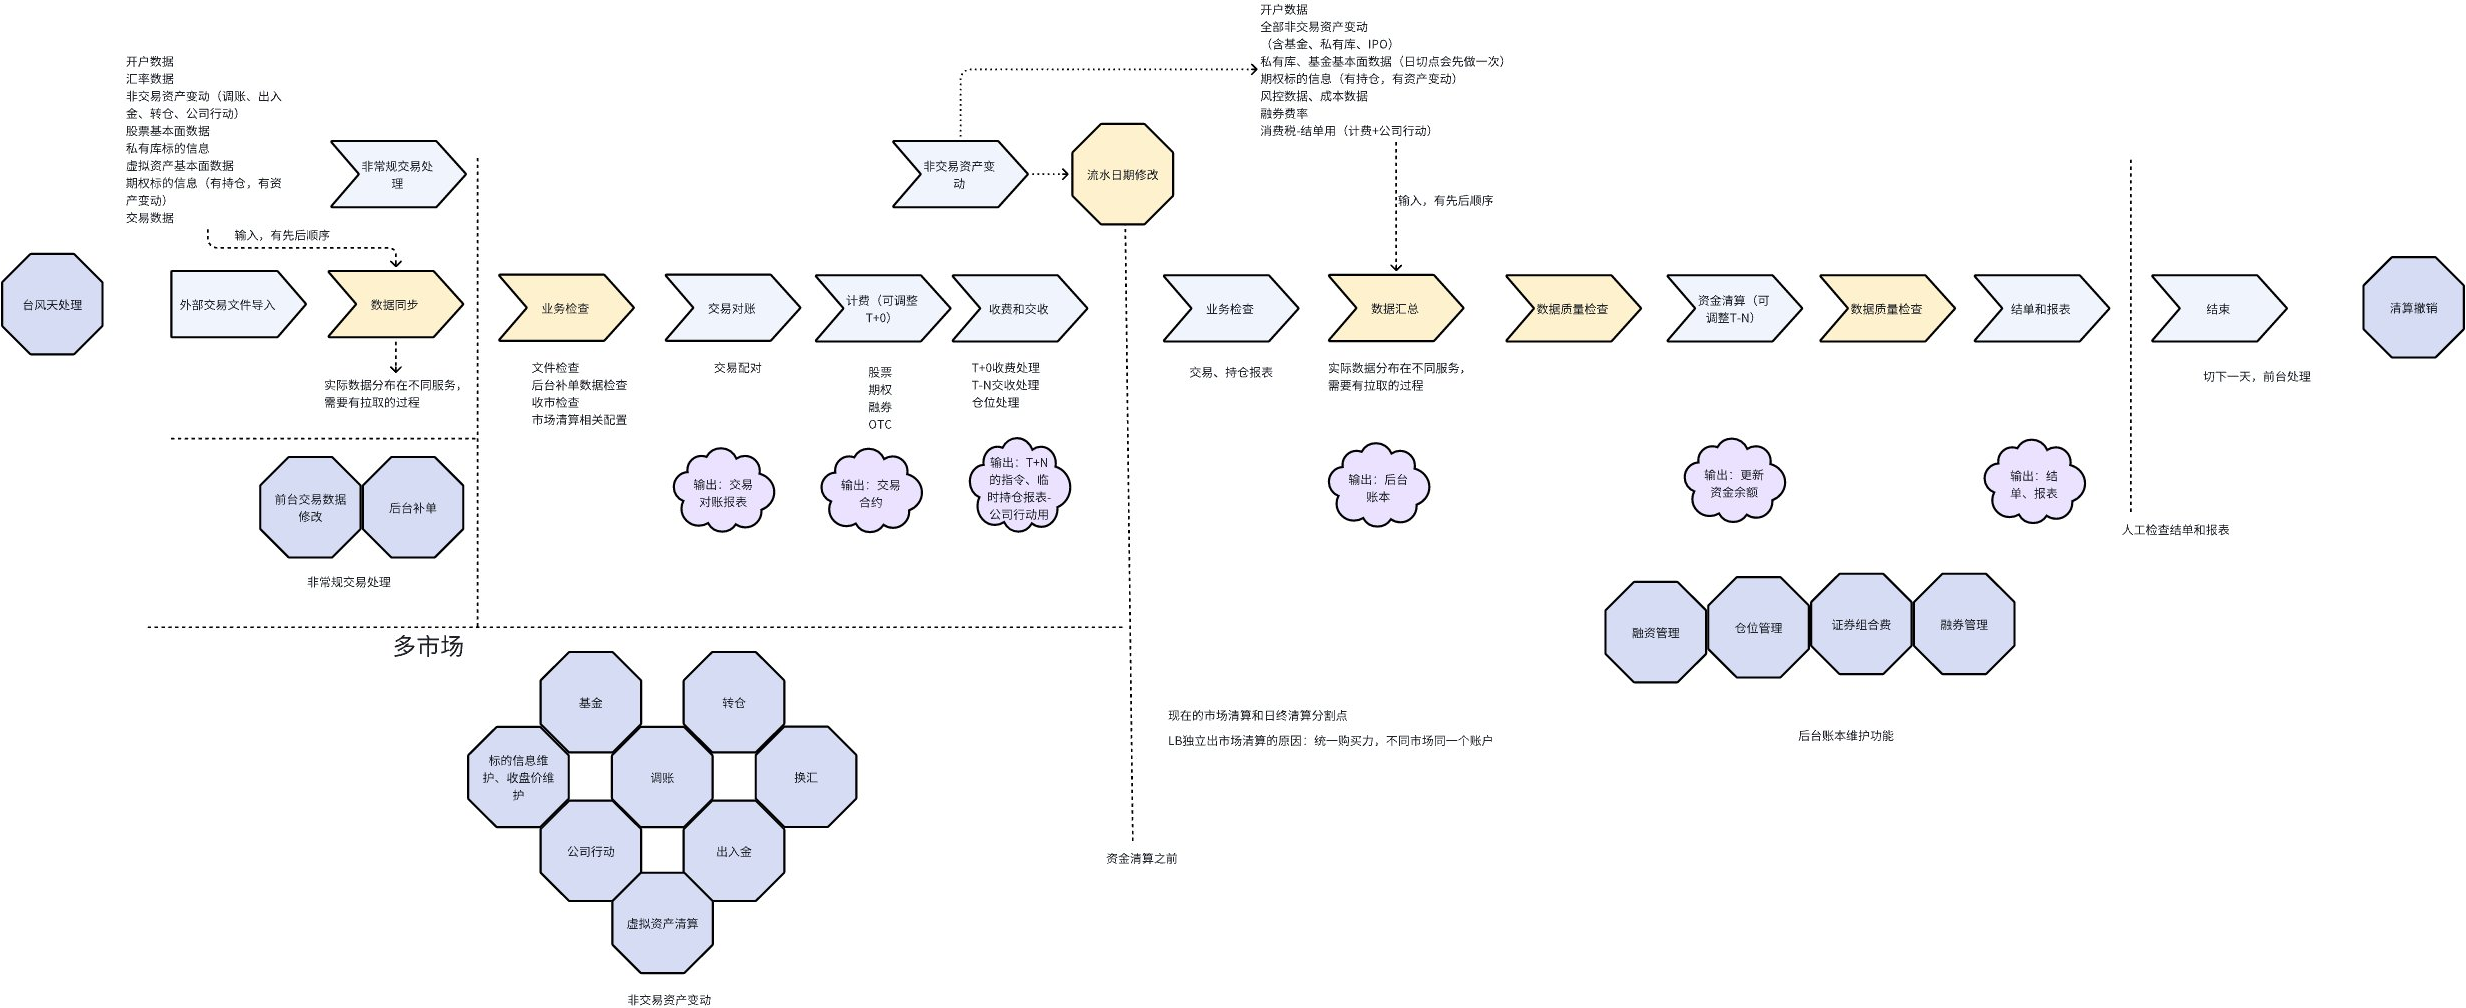 开户数据
汇率数据
非交易资产变动（调账、出入
金、转仓、公司行动）
股票基本面数据
私有库标的信息
虚拟资产基本面数据
期权标的信息（有持仓，有资
产变动）
交易数据
输入，有先后顺序
非常规交易处
理
非交易资产变
动
流水日期修改
开户数据
全部非交易资产变动
（含基金、私有库、IPO）
私有库、基金基本面数据（日切点会先做一次）
期权标的信息（有持仓，有资产变动）
风控数据、成本数据
融券费率
消费税-结单用（计费+公司行动）
输入，有先后顺序
台风天处理
外部交易文件导入
数据同步
业务检查
交易对账
计费（可调整
T+0）
收费和交收
业务检查
数据汇总
数据质量检查
资金清算（可
调整T-N）
数据质量检查
结单和报表
结束
清算撤销
实际数据分布在不同服务，
需要有拉取的过程
文件检查
后台补单数据检查
收市检查
市场清算相关配置
交易配对
股票
期权
融券
OTC
T+0收费处理
T-N交收处理
仓位处理
交易、持仓报表
实际数据分布在不同服务，
需要有拉取的过程
切下一天，前台处理
前台交易数据
修改
后台补单
非常规交易处理
输出：交易
对账报表
输出：交易
合约
输出：T+N
的指令、临
时持仓报表-
公司行动用
输出：后台
账本
输出：更新
资金余额
输出：结
单、报表
人工检查结单和报表
多市场
基金
转仓
标的信息维
护、收盘价维
护
调账
换汇
公司行动
出入金
虚拟资产清算
非交易资产变动
融资管理
仓位管理
证券组合费
融券管理
后台账本维护功能
现在的市场清算和日终清算分割点
LB独立出市场清算的原因：统一购买力，不同市场同一个账户
资金清算之前